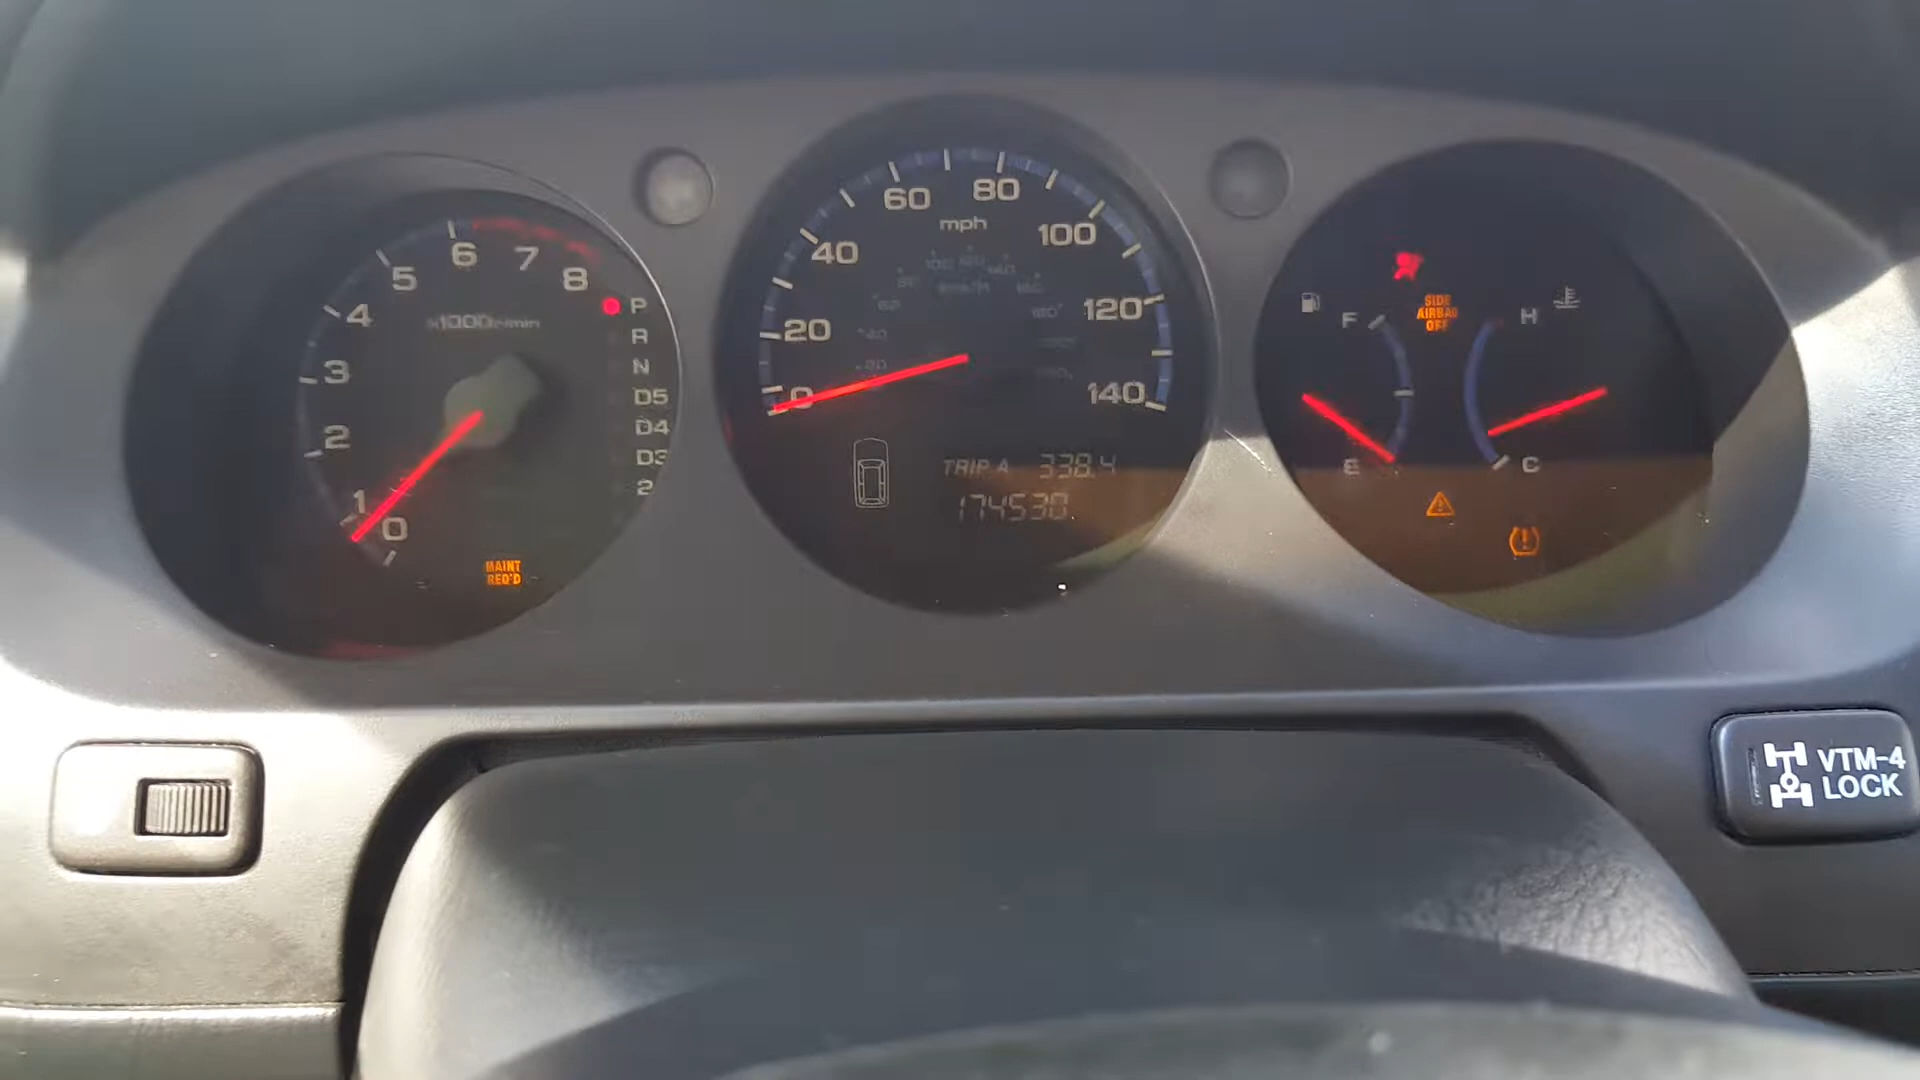 0
1
2
3
4
5
6
7
8
x1000r/min
P
R
N
D5
D4
D3
2
MAINT
REQ'D
0
20
40
60
80
100
120
140
mph
TRIP A 338.4
174530
F
E
SIDE
AIRBAG
OFF
H
C
VTM-4
LOCK